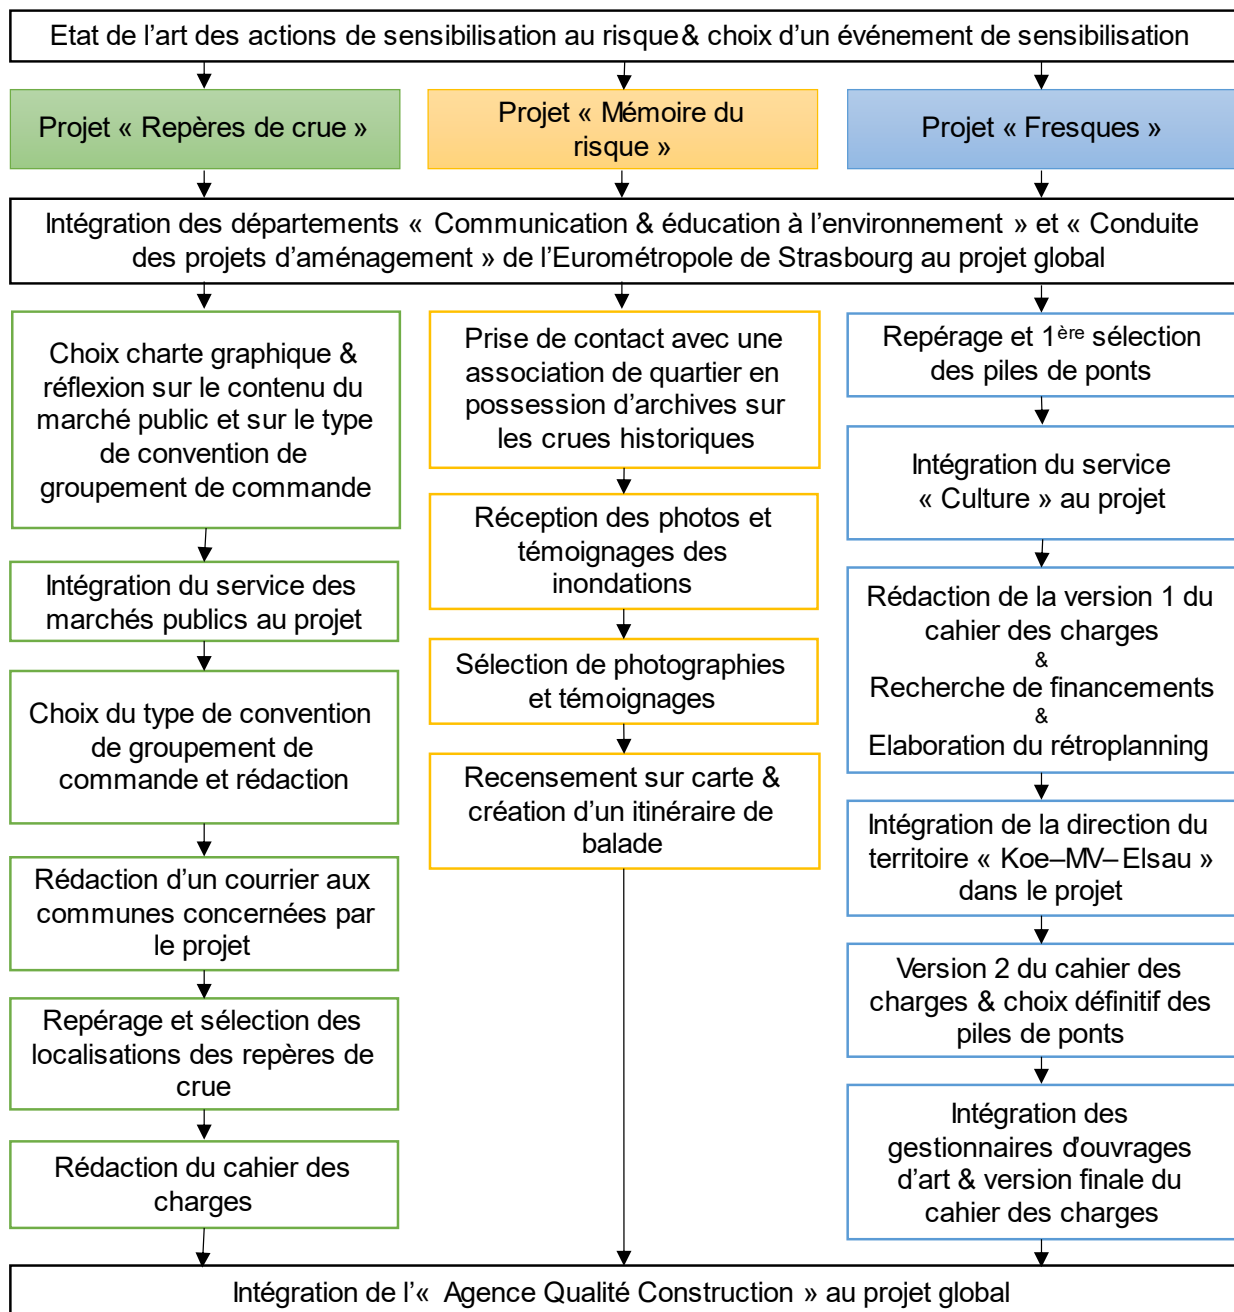 Etat de l'art des actions de sensibilisation au risque & choix d'un événement de sensibilisation
Projet « Repères de crue »
Projet « Mémoire du
risque »
Projet « Fresques »
Intégration des départements « Communication & éducation à l'environnement » et « Conduite
des projets d'aménagement » de l'Eurométropole de Strasbourg au projet global
Choix charte graphique &
réflexion sur le contenu du
marché public et sur le type
de convention de
groupement de commande
Intégration du service des
marchés publics au projet
Choix du type de convention
de groupement de
commande et rédaction
Rédaction d'un courrier aux
communes concernées par
le projet
Repérage et sélection des
localisations des repères de
crue
Rédaction du cahier des
charges
Prise de contact avec une
association de quartier en
possession d'archives sur
les crues historiques
Réception des photos et
témoignages des
inondations
Sélection de photographies
et témoignages
Recensement sur carte &
création d'un itinéraire de
balade
Repérage et 1ère sélection
des piles de ponts
Intégration du service
« Culture » au projet
Rédaction de la version 1 du
cahier des charges
&
Recherche de financements
&
Elaboration du rétroplanning
Intégration de la direction du
territoire « Koe–MV–Elsau »
dans le projet
Version 2 du cahier des
charges & choix définitif des
piles de ponts
Intégration des
gestionnaires d'ouvrages
d'art & version finale du
cahier des charges
Intégration de l'« Agence Qualité Construction » au projet global